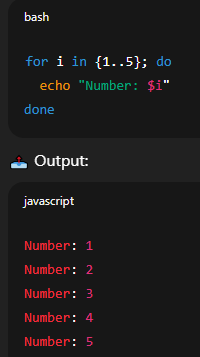 bash
for i in {1..5}; do
  echo "Number: $i"
done
Output:
javascript
Number: 1
Number: 2
Number: 3
Number: 4
Number: 5